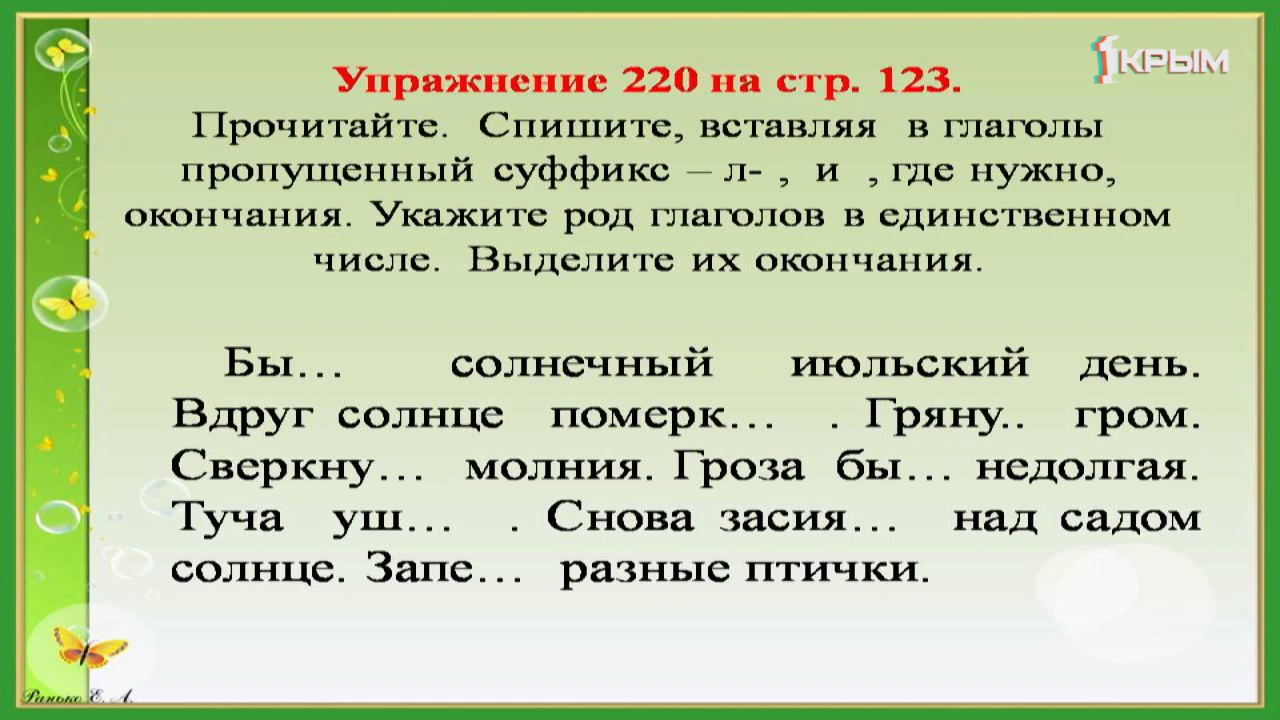 1КРЫМ
Упражнение 220 на стр. 123.
Прочитайте. Спишите, вставляя в глаголы
пропущенный суффикс – л- , и , где нужно,
окончания. Укажите род глаголов в единственном
числе. Выделите их окончания.
Бы… солнечный июльский день.
Вдруг солнце померк… . Гряну.. гром.
Сверкну… молния. Гроза бы… недолгая.
Туча уш… . Снова засия… над садом
солнце. Запе… разные птички.
Ранько Е. А.